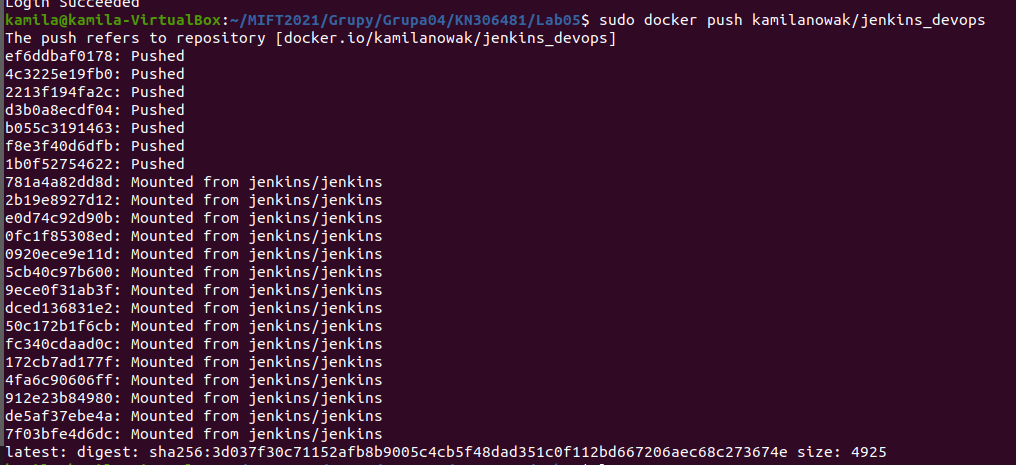 Login Succeeded
kamila@kamila-VirtualBox:~/MIFT2021/Grupy/Grupa04/KN306481/Lab05$ sudo docker push kamilanowak/jenkins_devops
The push refers to repository [docker.io/kamilanowak/jenkins_devops]
ef6ddbaf0178: Pushed
4c3225e19fb0: Pushed
2213f194fa2c: Pushed
d3b0a8ecdf04: Pushed
b055c3191463: Pushed
f8e3f40d6dfb: Pushed
1b0f52754622: Pushed
781a4a82dd8d: Mounted from jenkins/jenkins
2b19e8927d12: Mounted from jenkins/jenkins
e0d74c92d90b: Mounted from jenkins/jenkins
0fc1f85308ed: Mounted from jenkins/jenkins
0920ece9e11d: Mounted from jenkins/jenkins
5cb40c97b600: Mounted from jenkins/jenkins
9ece0f31ab3f: Mounted from jenkins/jenkins
dced136831e2: Mounted from jenkins/jenkins
50c172b1f6cb: Mounted from jenkins/jenkins
fc340cdaad0c: Mounted from jenkins/jenkins
172cb7ad177f: Mounted from jenkins/jenkins
4fa6c90606ff: Mounted from jenkins/jenkins
912e23b84980: Mounted from jenkins/jenkins
de5af37ebe4a: Mounted from jenkins/jenkins
7f03bfe4d6dc: Mounted from jenkins/jenkins
latest: digest: sha256:3d037f30c71152afb8b9005c4cb5f48dad351c0f112bd667206aec68c273674e size: 4925